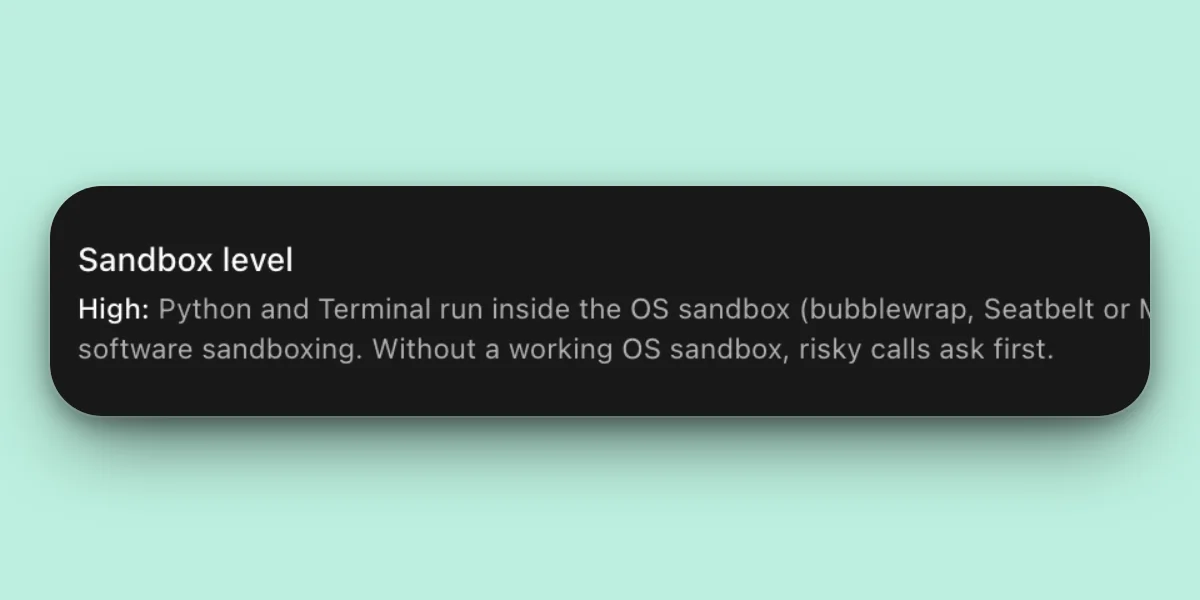 Sandbox level
High: Python and Terminal run inside the OS sandbox (bubblewrap, Seatbelt or
software sandboxing. Without a working OS sandbox, risky calls ask first.